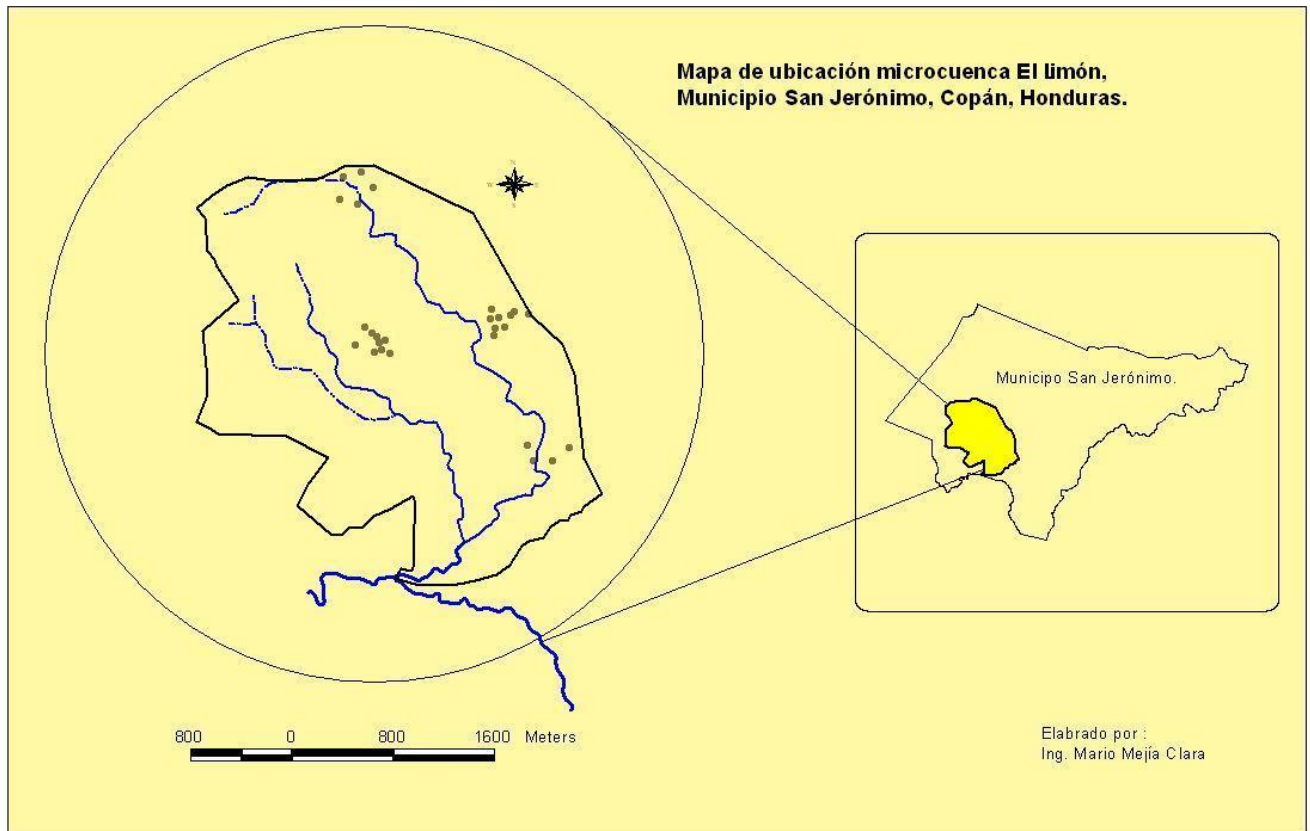 Mapa de ubicación microcuenca El limón,
Municipio San Jerónimo, Copán, Honduras.
N
W E
S
Municipo San Jerónimo.
800 0 800 1600 Meters
Elabrado por :
Ing. Mario Mejía Clara